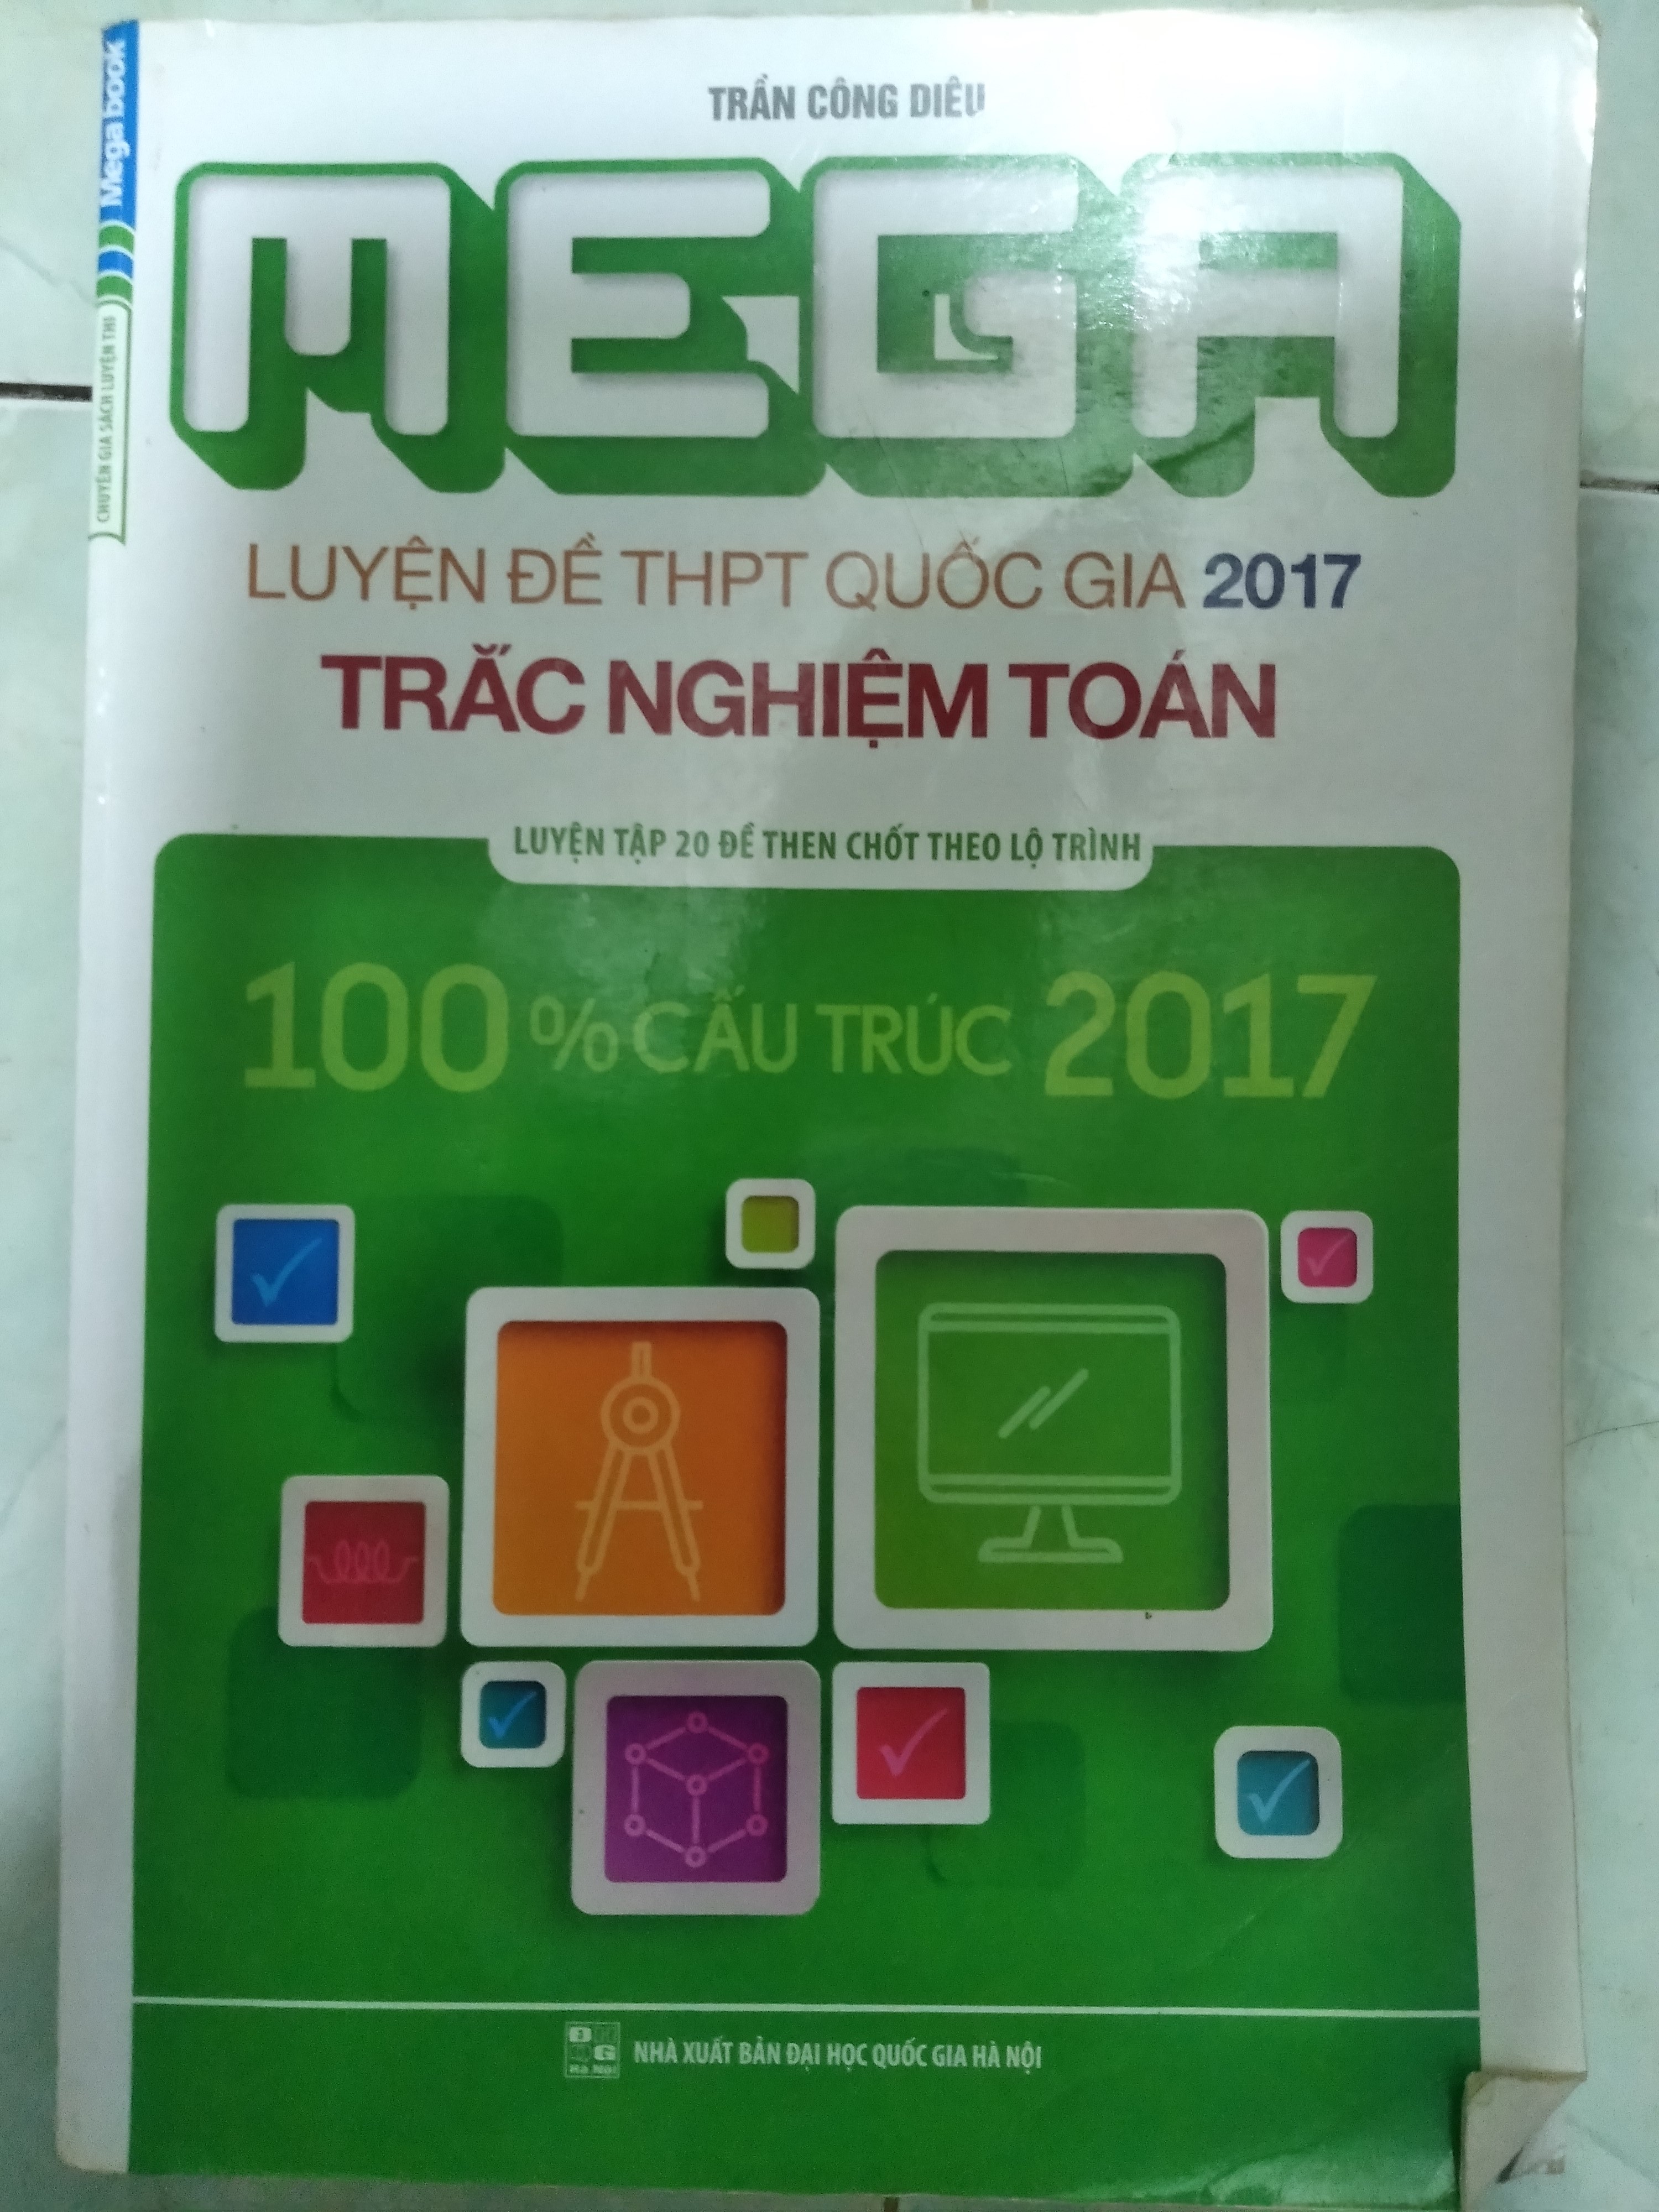 TRẦN CÔNG DIÊU
MEGA
LUYỆN ĐỀ THPT QUỐC GIA 2017
TRẮC NGHIỆM TOÁN
LUYỆN TẬP 20 ĐỀ THEN CHỐT THEO LỘ TRÌNH
100% CẤU TRÚC 2017
NHÀ XUẤT BẢN ĐẠI HỌC QUỐC GIA HÀ NỘI
Mega book
CHUYÊN GIA SÁCH LUYỆN THI